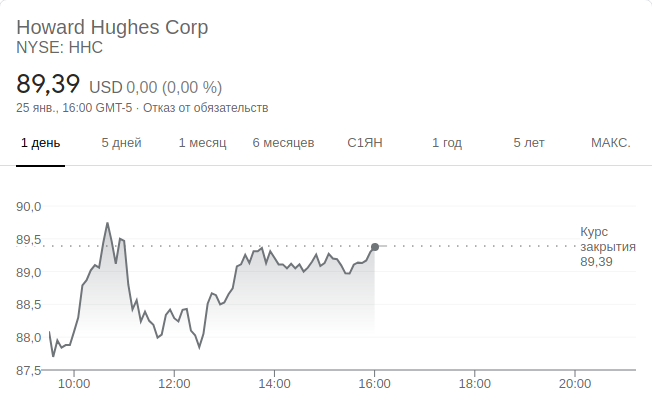 Howard Hughes Corp
NYSE: HHC
89,39 USD 0,00 (0,00 %)
25 янв., 16:00 GMT-5 · Отказ от обязательств
1 день 5 дней 1 месяц 6 месяцев С1ЯН 1 год 5 лет МАКС.
90,0
89,5
89,0
88,5
88,0
87,5
Курс
закрытия
89,39
10:00 12:00 14:00 16:00 18:00 20:00